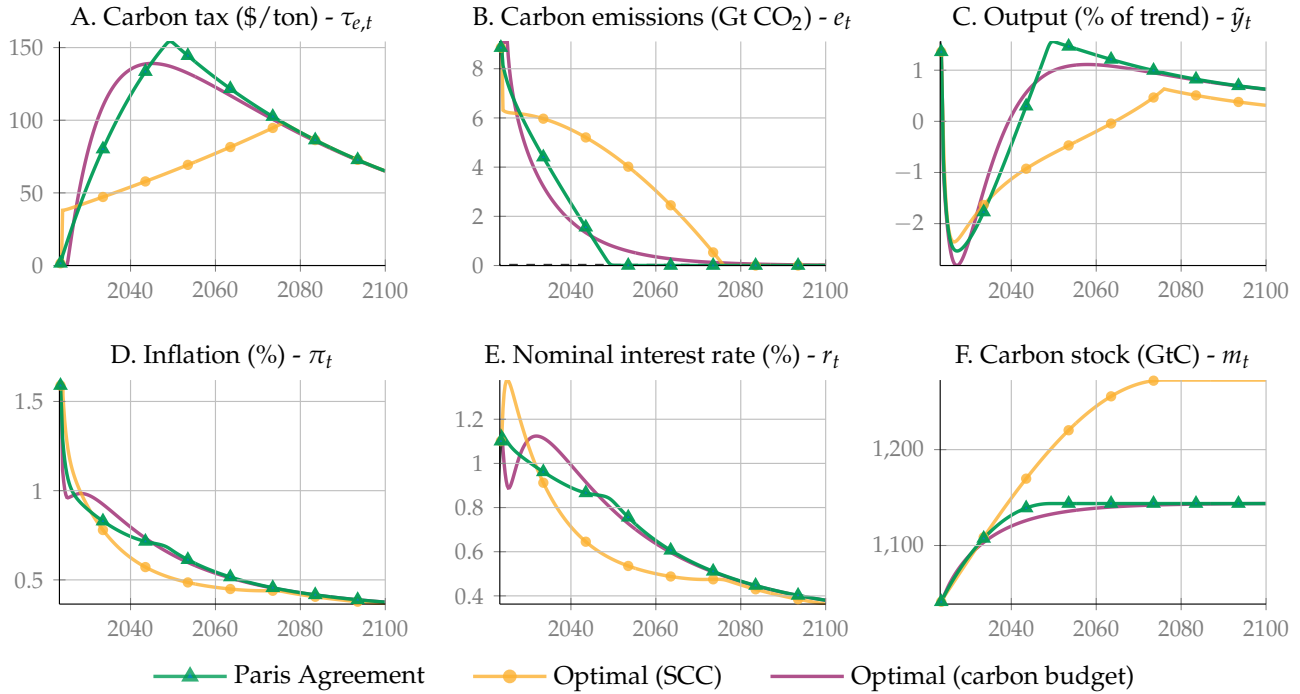 A. Carbon tax ($/ton) - τₑ,ₜ
B. Carbon emissions (Gt CO₂) - eₜ
C. Output (% of trend) - ỹₜ
150
100
50
0
2040 2060 2080 2100
8
6
4
2
0
2040 2060 2080 2100
1
0
−1
−2
2040 2060 2080 2100
D. Inflation (%) - πₜ
E. Nominal interest rate (%) - rₜ
F. Carbon stock (GtC) - mₜ
1.5
1
0.5
2040 2060 2080 2100
1.2
1
0.8
0.6
0.4
2040 2060 2080 2100
1,200
1,100
2040 2060 2080 2100
Paris Agreement
Optimal (SCC)
Optimal (carbon budget)